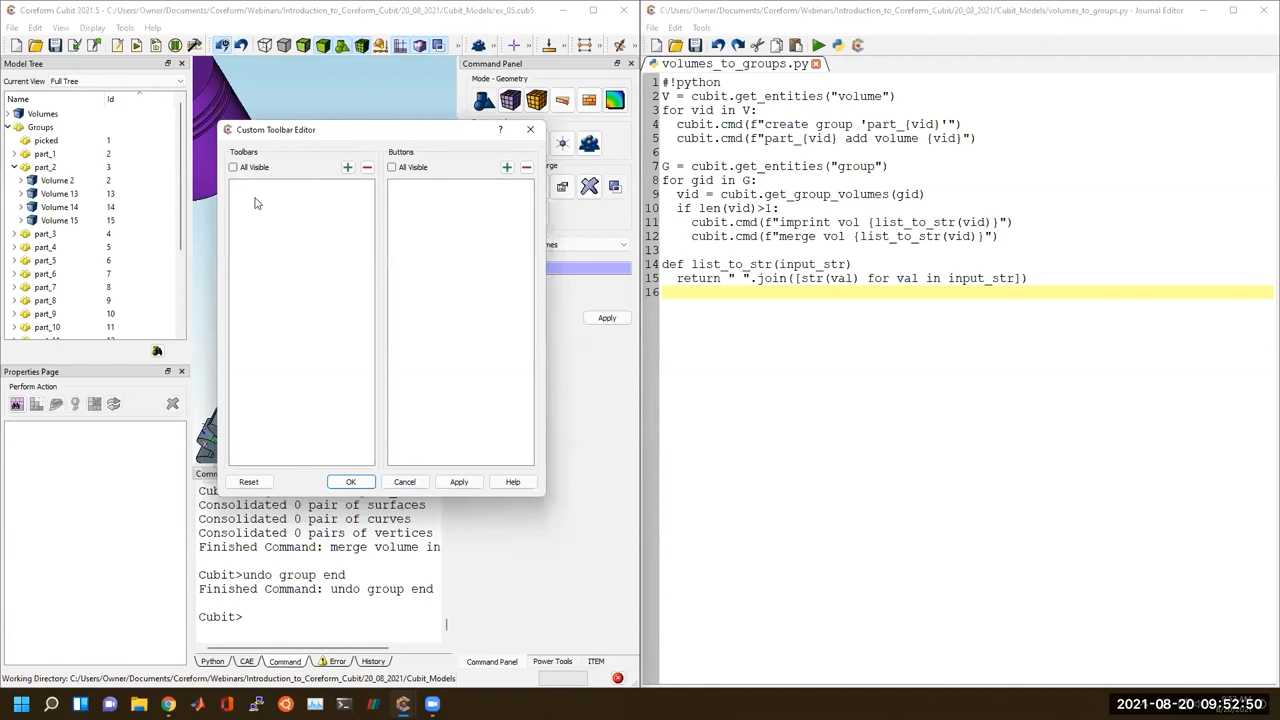 Coreform Cubit 2021.5 - C:/Users/Owner/Documents/Coreform/Webinars/Introduction_to_Coreform_Cubit/20_08_2021/Cubit_Models/ex_05.cub5
File Edit View Display Tools Help
Model Tree
Current View Full Tree
Name Id
Volumes
Groups
picked 1
part_1 2
part_2 3
Volume 2 2
Volume 13 13
Volume 14 14
Volume 15 15
part_3 4
part_4 5
part_5 6
part_6 7
part_7 8
part_8 9
part_9 10
part_10 11
Properties Page
Perform Action
Custom Toolbar Editor
Toolbars
All Visible
Buttons
All Visible
Reset
OK
Cancel
Apply
Help
Consolidated 0 pair of surfaces
Consolidated 0 pair of curves
Consolidated 0 pairs of vertices
Finished Command: merge volume in
Cubit>undo group end
Finished Command: undo group end
Cubit>
Python CAE Command Error History
Command Panel
Mode - Geometry
Apply
Command Panel Power Tools ITEM
Working Directory: C:/Users/Owner/Documents/Coreform/Webinars/Introduction_to_Coreform_Cubit/20_08_2021/Cubit_Models
C:/Users/Owner/Documents/Coreform/Webinars/Introduction_to_Coreform_Cubit/20_08_2021/Cubit_Models/volumes_to_groups.py - Journal Editor
File Edit Tools
volumes_to_groups.py
1 #!python
2 V = cubit.get_entities("volume")
3 for vid in V:
4 cubit.cmd(f"create group 'part_{vid}'")
5 cubit.cmd(f"part_{vid} add volume {vid}")
6
7 G = cubit.get_entities("group")
8 for gid in G:
9 vid = cubit.get_group_volumes(gid)
10 if len(vid)>1:
11 cubit.cmd(f"imprint vol {list_to_str(vid)}")
12 cubit.cmd(f"merge vol {list_to_str(vid)}")
13
14 def list_to_str(input_str)
15 return " ".join([str(val) for val in input_str])
16
2021-08-20 09:52:50